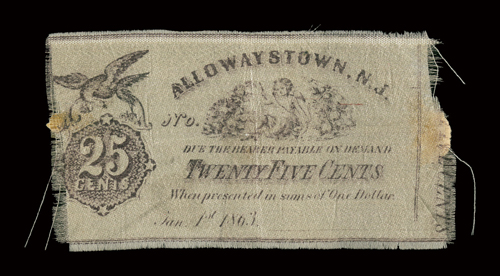 ALLOWAYSTOWN, N.J.
No.
25
CENTS
DUE THE BEARER PAYABLE ON DEMAND
TWENTY FIVE CENTS
When presented in sums of One Dollar.
Jan. 1st 1863.